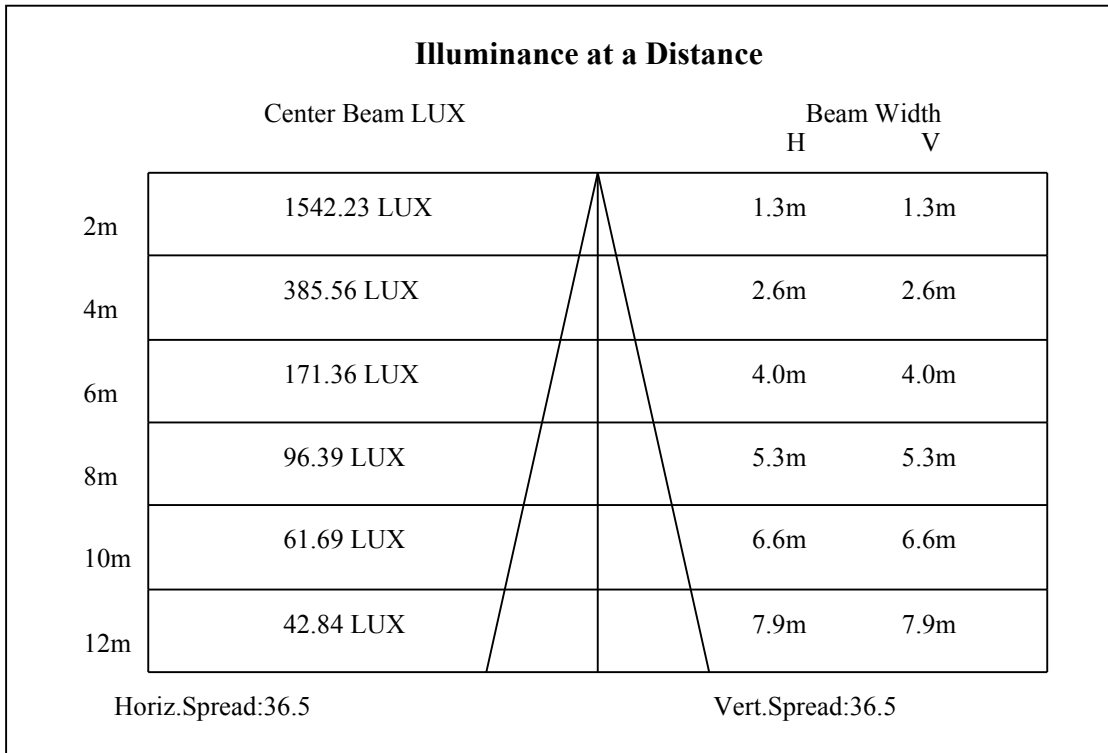 Illuminance at a Distance
Center Beam LUX Beam Width
H V
2m 1542.23 LUX 1.3m 1.3m
4m 385.56 LUX 2.6m 2.6m
6m 171.36 LUX 4.0m 4.0m
8m 96.39 LUX 5.3m 5.3m
10m 61.69 LUX 6.6m 6.6m
12m 42.84 LUX 7.9m 7.9m
Horiz.Spread:36.5 Vert.Spread:36.5